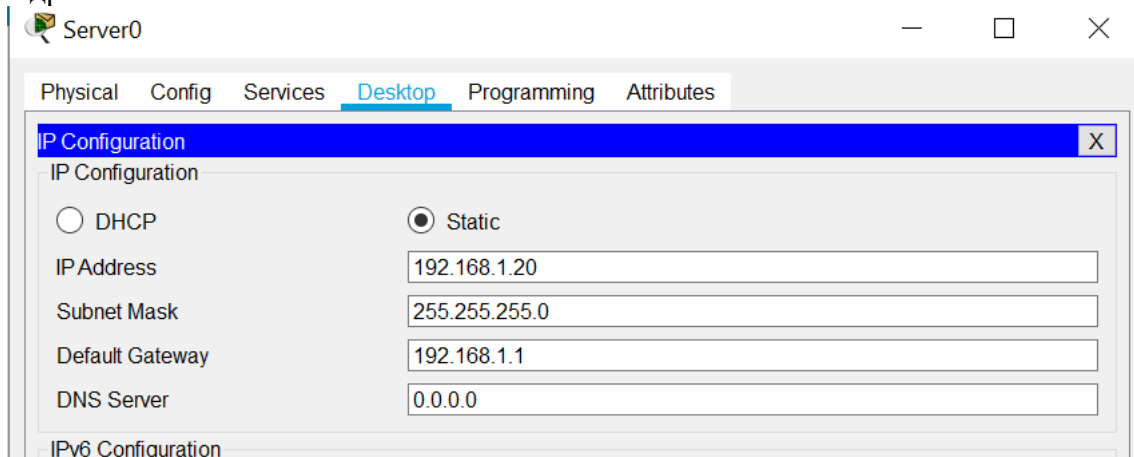 Server0
Physical Config Services Desktop Programming Attributes
IP Configuration X
IP Configuration
DHCP Static
IP Address 192.168.1.20
Subnet Mask 255.255.255.0
Default Gateway 192.168.1.1
DNS Server 0.0.0.0
IPv6 Configuration